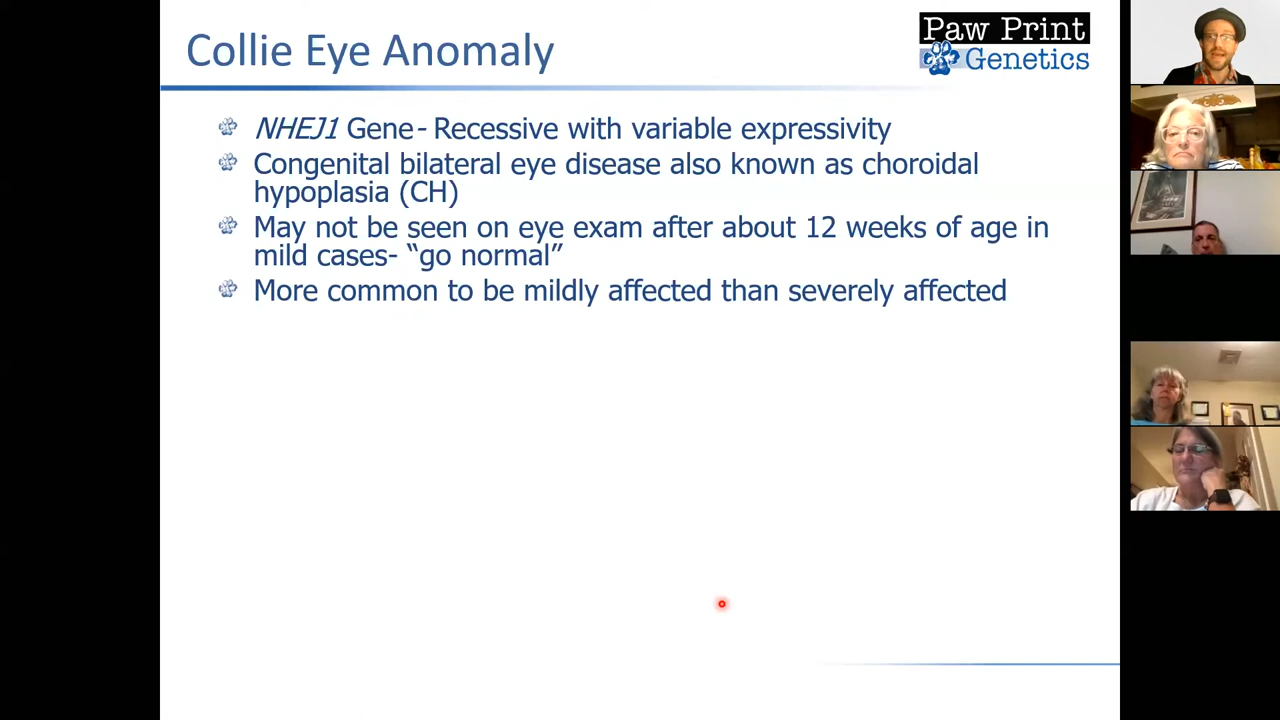 Collie Eye Anomaly
Paw Print
Genetics
NHEJ1 Gene- Recessive with variable expressivity
Congenital bilateral eye disease also known as choroidal
hypoplasia (CH)
May not be seen on eye exam after about 12 weeks of age in
mild cases- “go normal”
More common to be mildly affected than severely affected